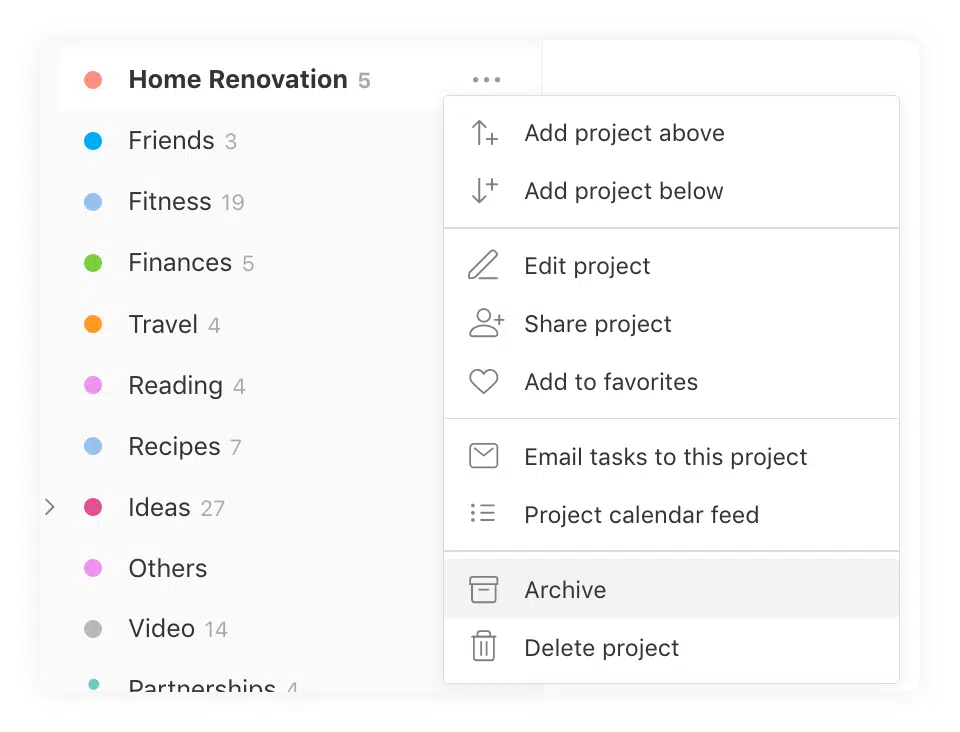 Home Renovation 5
Friends 3
Fitness 19
Finances 5
Travel 4
Reading 4
Recipes 7
Ideas 27
Others
Video 14
Partnerships 4
Add project above
Add project below
Edit project
Share project
Add to favorites
Email tasks to this project
Project calendar feed
Archive
Delete project